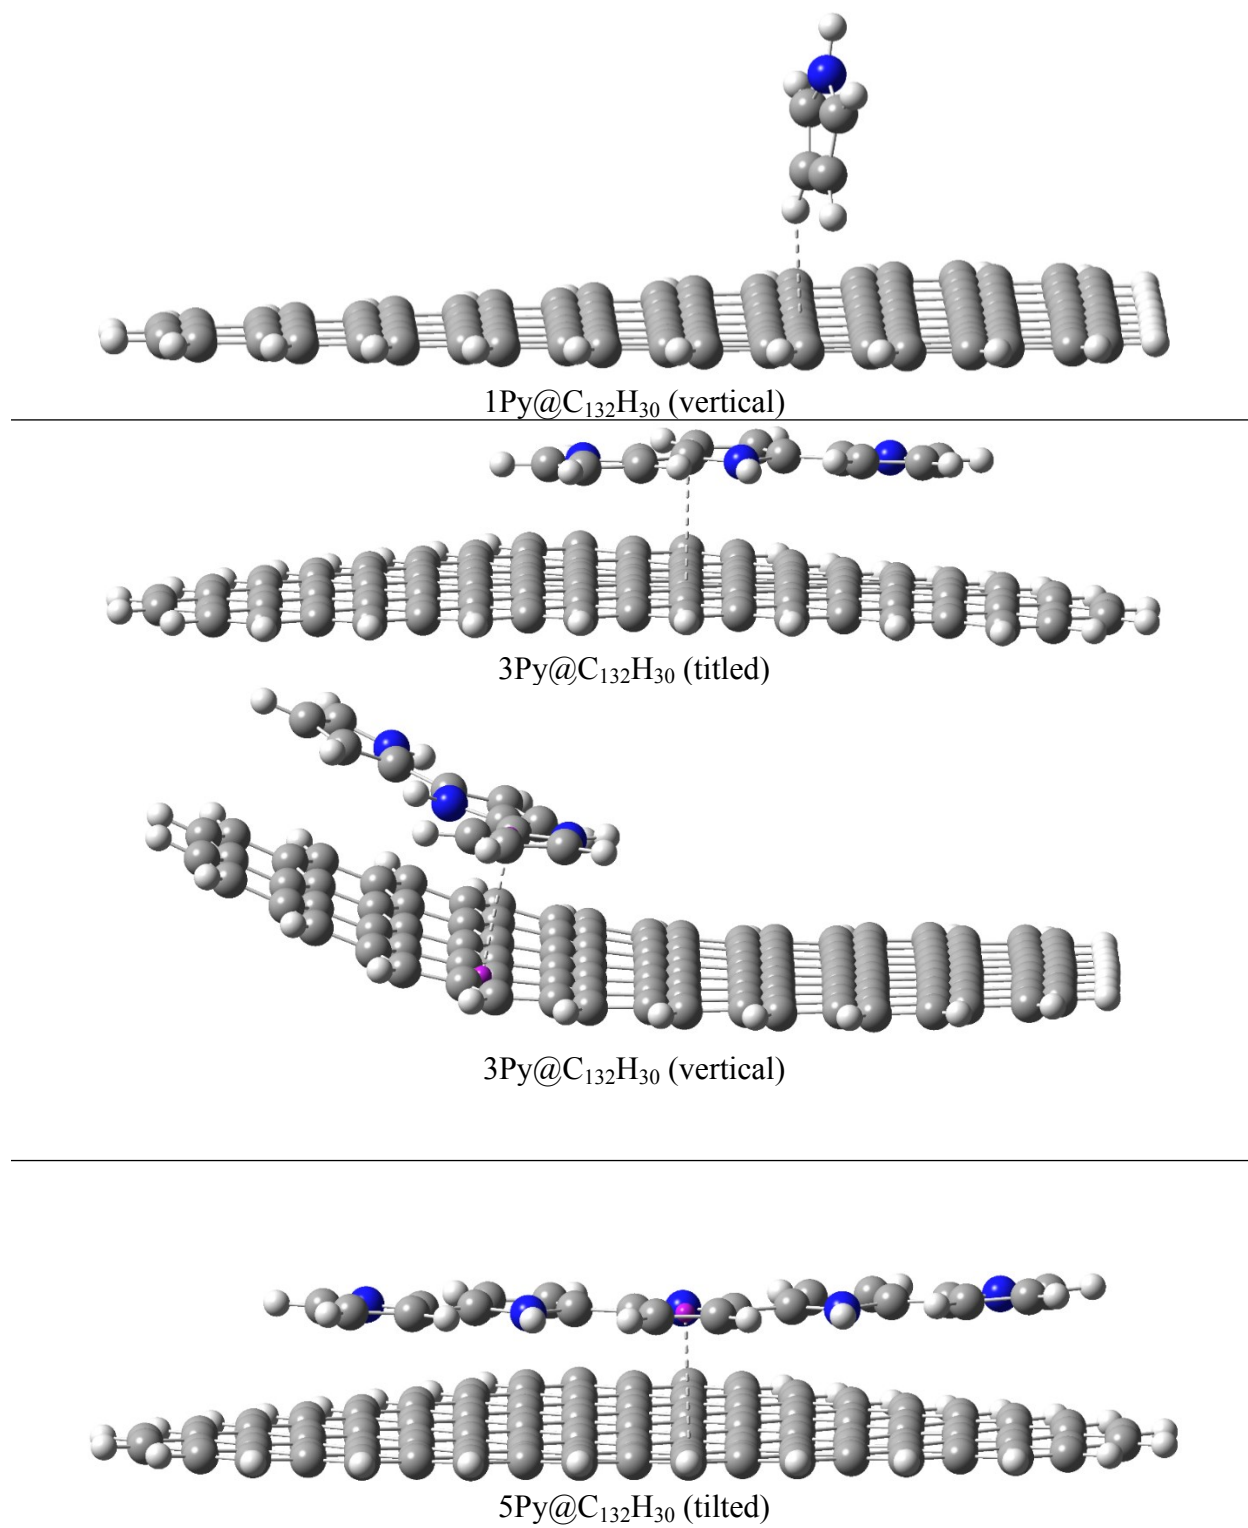 1Py@C₁₃₂H₃₀ (vertical)
3Py@C₁₃₂H₃₀ (titled)
3Py@C₁₃₂H₃₀ (vertical)
5Py@C₁₃₂H₃₀ (tilted)